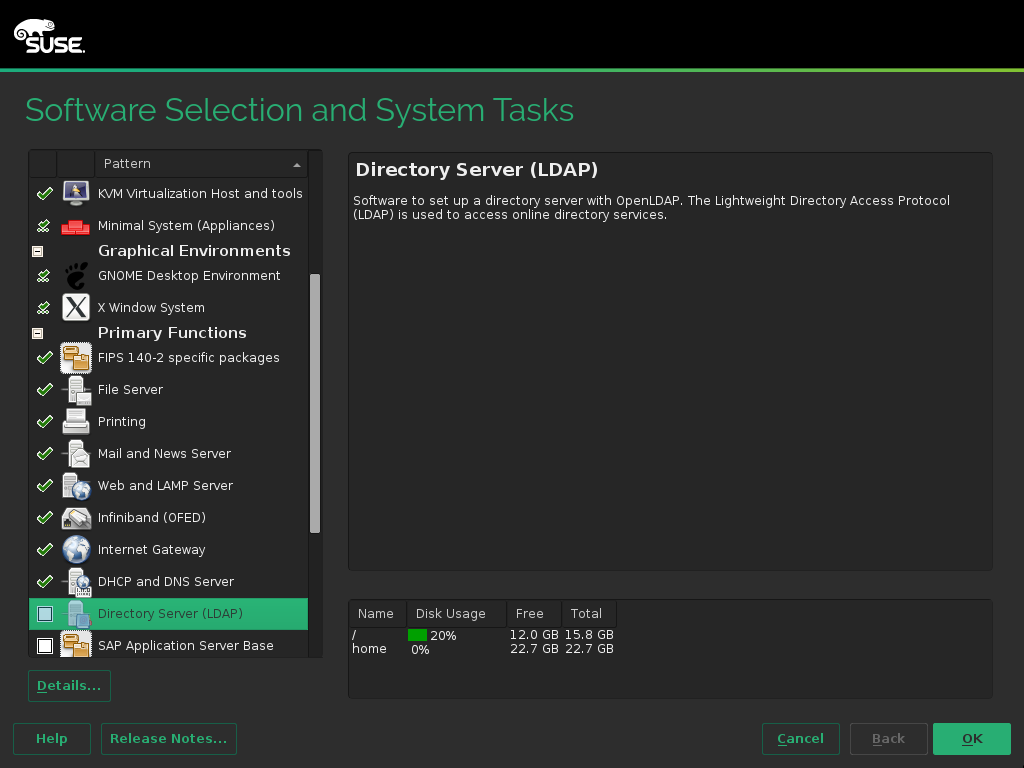 SUSE.
Software Selection and System Tasks
Pattern
KVM Virtualization Host and tools
Minimal System (Appliances)
Graphical Environments
GNOME Desktop Environment
X Window System
Primary Functions
FIPS 140-2 specific packages
File Server
Printing
Mail and News Server
Web and LAMP Server
Infiniband (OFED)
Internet Gateway
DHCP and DNS Server
Directory Server (LDAP)
SAP Application Server Base
Details...
Directory Server (LDAP)
Software to set up a directory server with OpenLDAP. The Lightweight Directory Access Protocol
(LDAP) is used to access online directory services.
Name Disk Usage Free Total
/ 20% 12.0 GB 15.8 GB
home 0% 22.7 GB 22.7 GB
Help Release Notes... Cancel Back OK